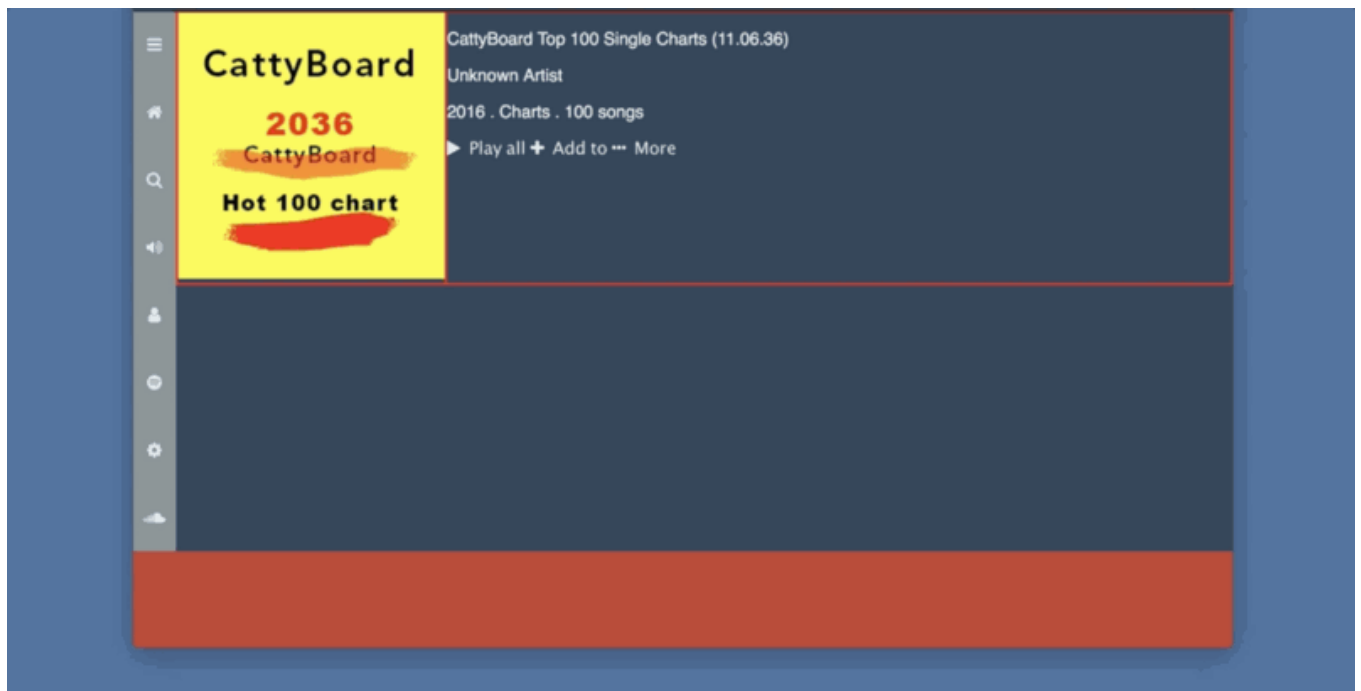 CattyBoard
2036
CattyBoard
Hot 100 chart
CattyBoard Top 100 Single Charts (11.06.36)
Unknown Artist
2016 . Charts . 100 songs
Play all Add to More